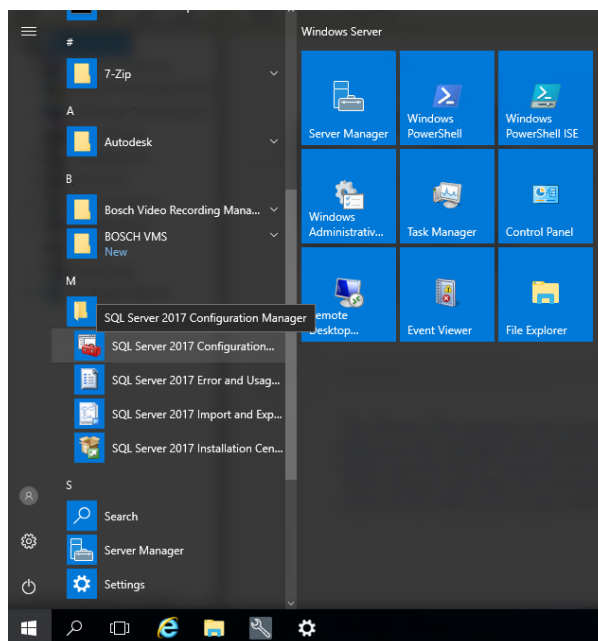 Windows Server
#
7-Zip
A
Autodesk
B
Bosch Video Recording Mana...
BOSCH VMS
New
M
SQL Server 2017 Configuration Manager
SQL Server 2017 Configuration...
SQL Server 2017 Error and Usag...
SQL Server 2017 Import and Exp...
SQL Server 2017 Installation Cen...
S
Search
Server Manager
Settings
Server Manager
Windows
PowerShell
Windows
PowerShell ISE
Windows
Administrativ...
Task Manager
Control Panel
emote
Desktop...
Event Viewer
File Explorer